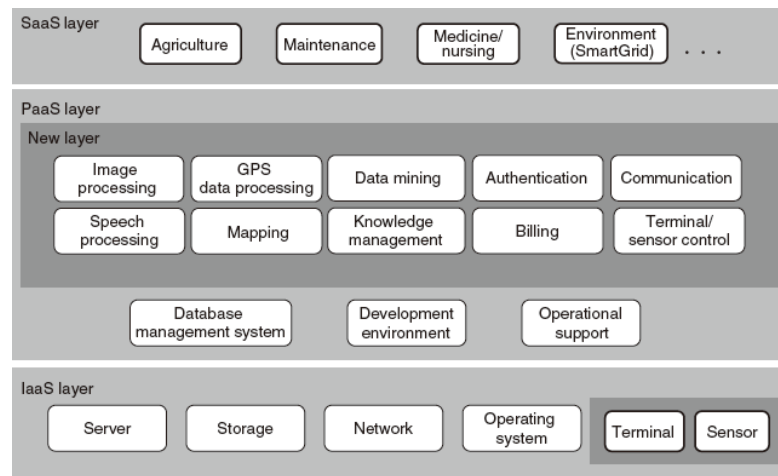 SaaS layer
Agriculture
Maintenance
Medicine/
nursing
Environment
(SmartGrid)
. . .
PaaS layer
New layer
Image
processing
GPS
data processing
Data mining
Authentication
Communication
Speech
processing
Mapping
Knowledge
management
Billing
Terminal/
sensor control
Database
management system
Development
environment
Operational
support
IaaS layer
Server
Storage
Network
Operating
system
Terminal
Sensor